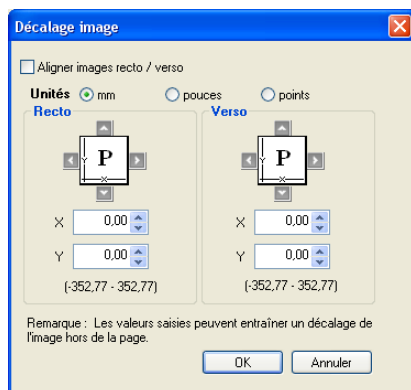 Décalage image
Aligner images recto / verso
Unités mm pouces points
Recto Verso
Y P Y P
X X
X 0,00 X 0,00
Y 0,00 Y 0,00
(-352,77 - 352,77) (-352,77 - 352,77)
Remarque : Les valeurs saisies peuvent entraîner un décalage de
l'image hors de la page.
OK Annuler